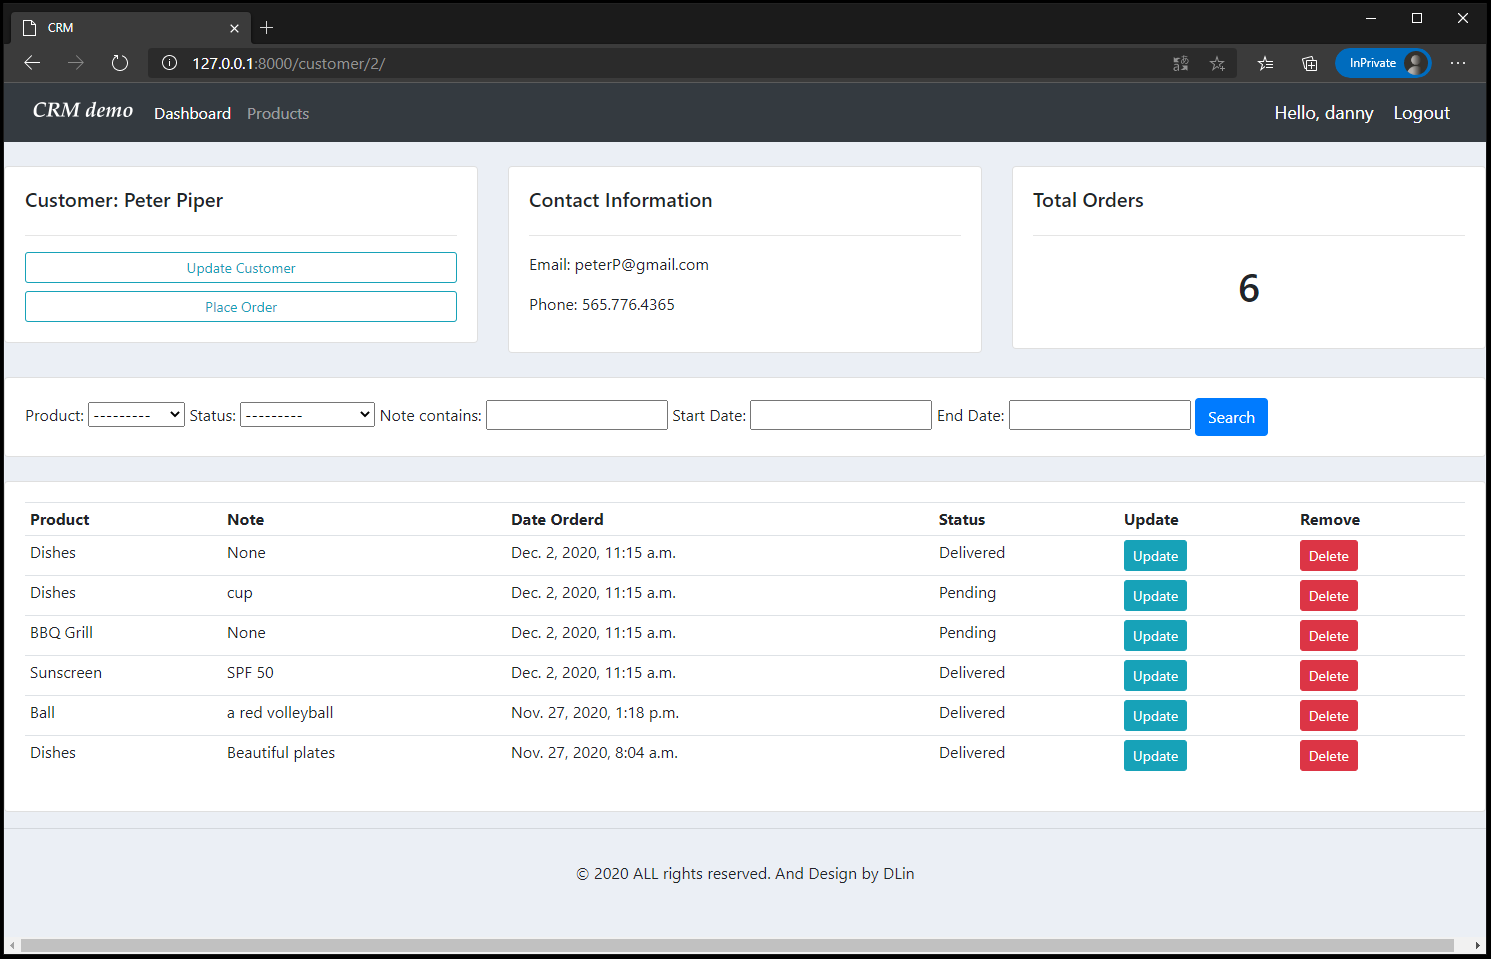 CRM
127.0.0.1:8000/customer/2/
InPrivate
CRM demo Dashboard Products Hello, danny Logout
Customer: Peter Piper
Update Customer
Place Order
Contact Information
Email: peterP@gmail.com
Phone: 565.776.4365
Total Orders
6
Product: --------- Status: --------- Note contains: Start Date: End Date: Search
Product Note Date Orderd Status Update Remove
Dishes None Dec. 2, 2020, 11:15 a.m. Delivered Update Delete
Dishes cup Dec. 2, 2020, 11:15 a.m. Pending Update Delete
BBQ Grill None Dec. 2, 2020, 11:15 a.m. Pending Update Delete
Sunscreen SPF 50 Dec. 2, 2020, 11:15 a.m. Delivered Update Delete
Ball a red volleyball Nov. 27, 2020, 1:18 p.m. Delivered Update Delete
Dishes Beautiful plates Nov. 27, 2020, 8:04 a.m. Delivered Update Delete
© 2020 ALL rights reserved. And Design by DLin